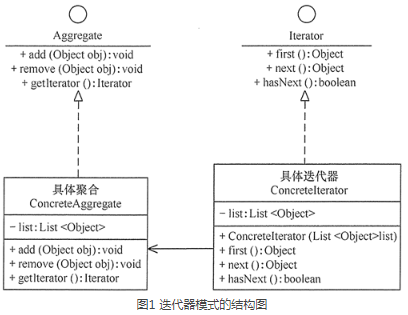 Aggregate
+ add (Object obj): void
+ remove (Object obj): void
+ getIterator (): Iterator
Iterator
+ first (): Object
+ next (): Object
+ hasNext (): boolean
具体聚合
ConcreteAggregate
− list: List <Object>
+ add (Object obj): void
+ remove (Object obj): void
+ getIterator (): Iterator
具体迭代器
ConcreteIterator
− list: List <Object>
+ ConcreteIterator (List <Object>list)
+ first (): Object
+ next (): Object
+ hasNext (): boolean
图1 迭代器模式的结构图